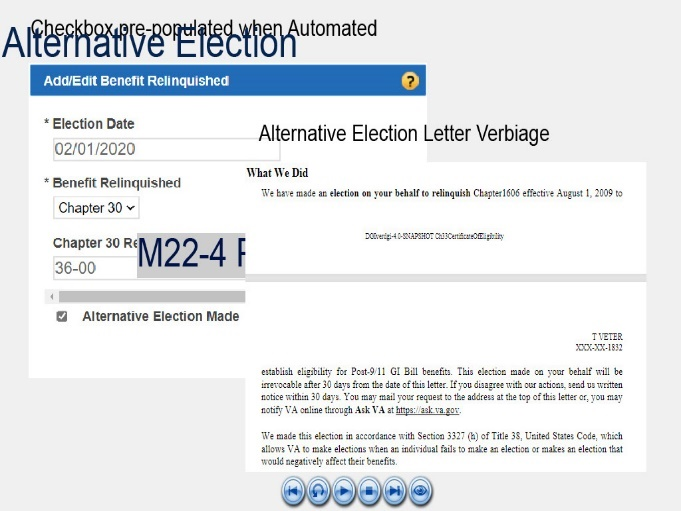 Checkbox pre-populated when Automated
Alternative Election
Add/Edit Benefit Relinquished
?
* Election Date
02/01/2020
* Benefit Relinquished
Chapter 30
Chapter 30 Re
36-00
M22-4
Alternative Election Made
Alternative Election Letter Verbiage
What We Did
We have made an election on your behalf to relinquish Chapter1606 effective August 1, 2009 to
T VETER
XXX-XX-1832
establish eligibility for Post-9/11 GI Bill benefits. This election made on your behalf will be
irrevocable after 30 days from the date of this letter. If you disagree with our actions, send us written
notice within 30 days. You may mail your request to the address at the top of this letter or, you may
notify VA online through Ask VA at https://ask.va.gov.
We made this election in accordance with Section 3327 (h) of Title 38, United States Code, which
allows VA to make elections when an individual fails to make an election or makes an election that
would negatively affect their benefits.